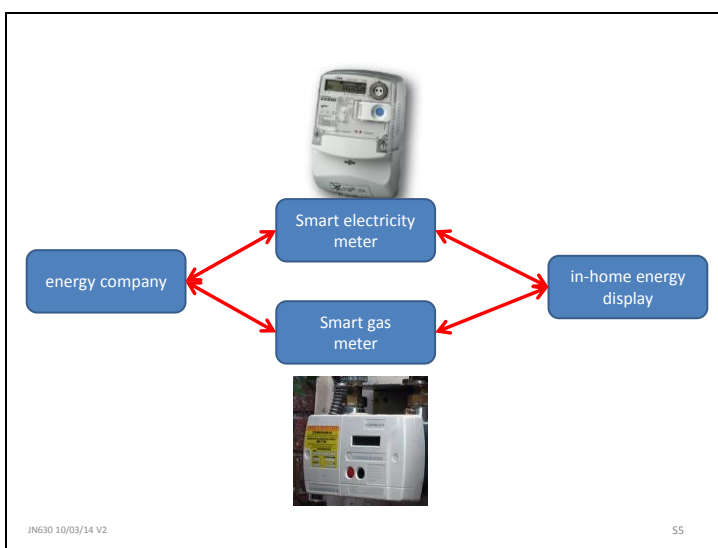 Smart electricity
meter
energy company
in-home energy
display
Smart gas
meter
JN630 10/03/14 V2
S5